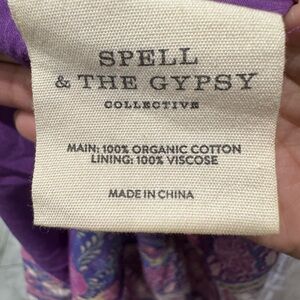 SPELL
& THE GYPSY
COLLECTIVE
MAIN: 100% ORGANIC COTTON
LINING: 100% VISCOSE
MADE IN CHINA